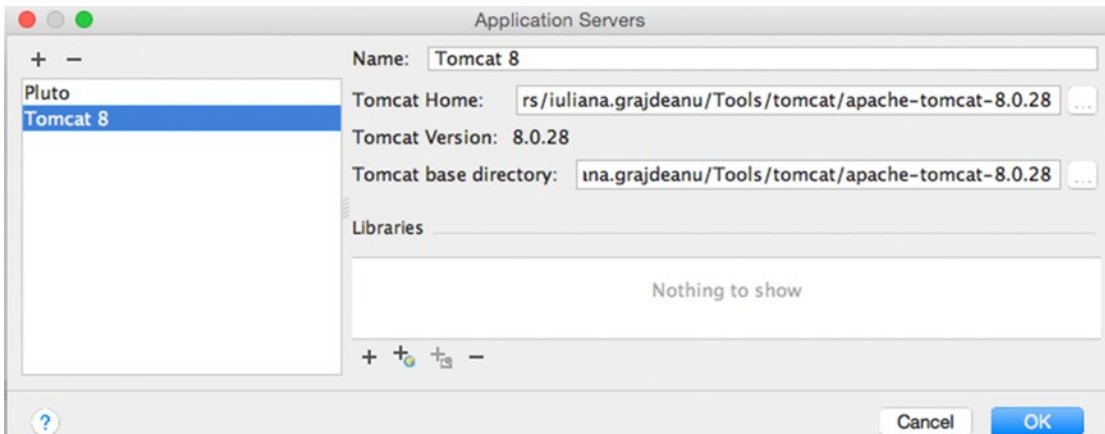 Application Servers
Name: Tomcat 8
Pluto
Tomcat 8
Tomcat Home: rs/iuliana.grajdeanu/Tools/tomcat/apache-tomcat-8.0.28 ...
Tomcat Version: 8.0.28
Tomcat base directory: ına.grajdeanu/Tools/tomcat/apache-tomcat-8.0.28 ...
Libraries
Nothing to show
Cancel OK